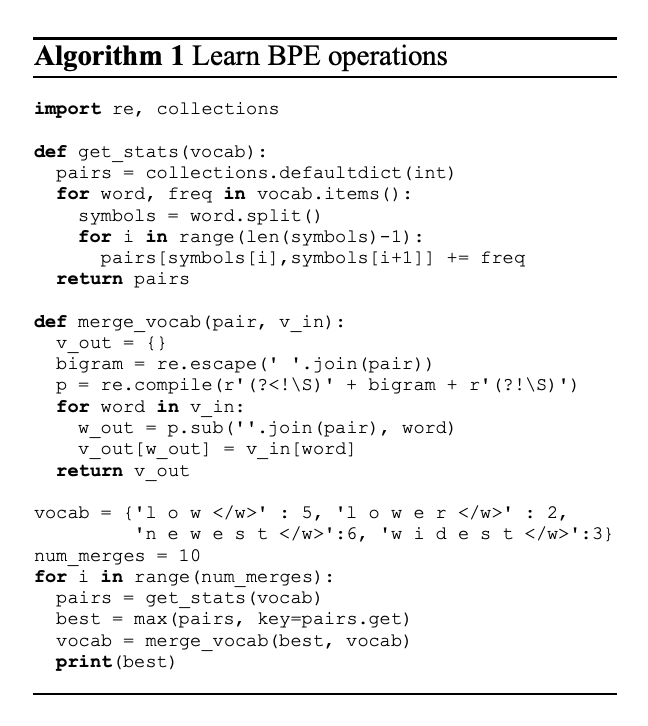 Algorithm 1 Learn BPE operations
import re, collections
def get_stats(vocab):
  pairs = collections.defaultdict(int)
  for word, freq in vocab.items():
    symbols = word.split()
    for i in range(len(symbols)-1):
      pairs[symbols[i],symbols[i+1]] += freq
  return pairs
def merge_vocab(pair, v_in):
  v_out = {}
  bigram = re.escape(' '.join(pair))
  p = re.compile(r'(?<!\S)' + bigram + r'(?!\S)')
  for word in v_in:
    w_out = p.sub(''.join(pair), word)
    v_out[w_out] = v_in[word]
  return v_out
vocab = {'l o w </w>' : 5, 'l o w e r </w>' : 2,
         'n e w e s t </w>':6, 'w i d e s t </w>':3}
num_merges = 10
for i in range(num_merges):
  pairs = get_stats(vocab)
  best = max(pairs, key=pairs.get)
  vocab = merge_vocab(best, vocab)
  print(best)